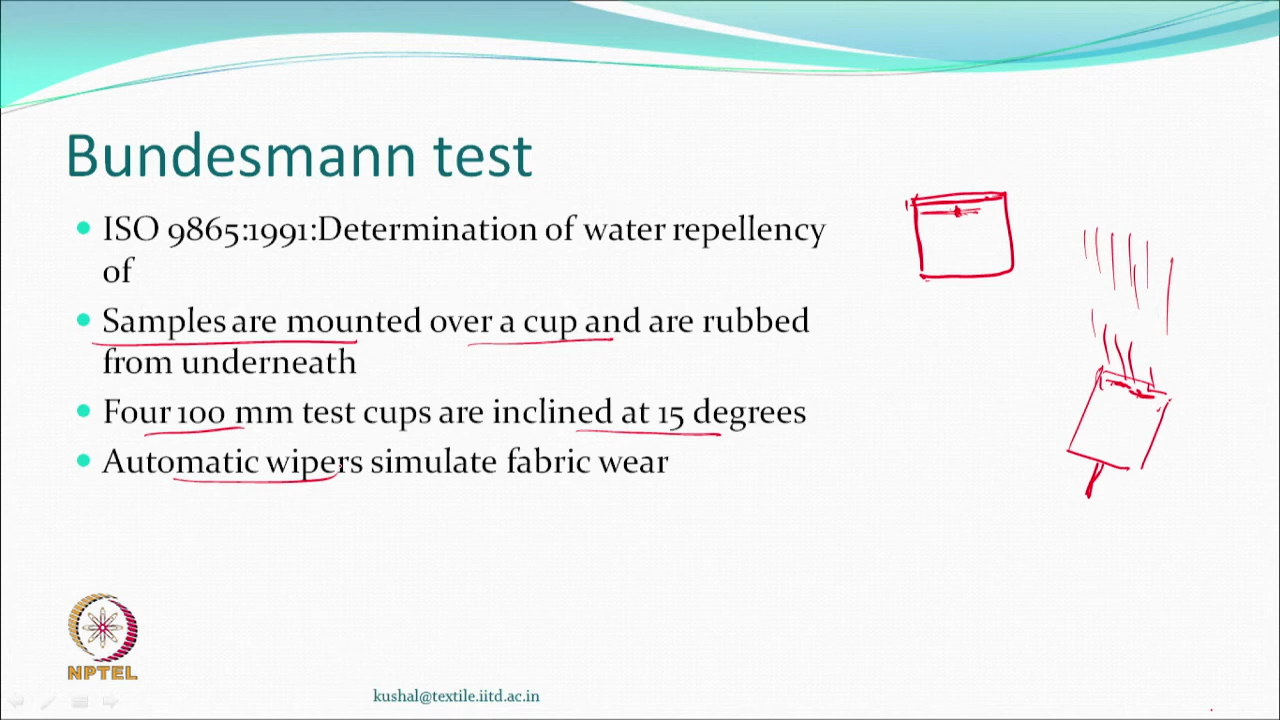 Bundesmann test
ISO 9865:1991:Determination of water repellency
of
Samples are mounted over a cup and are rubbed
from underneath
Four 100 mm test cups are inclined at 15 degrees
Automatic wipers simulate fabric wear
NPTEL
kushal@textile.iitd.ac.in